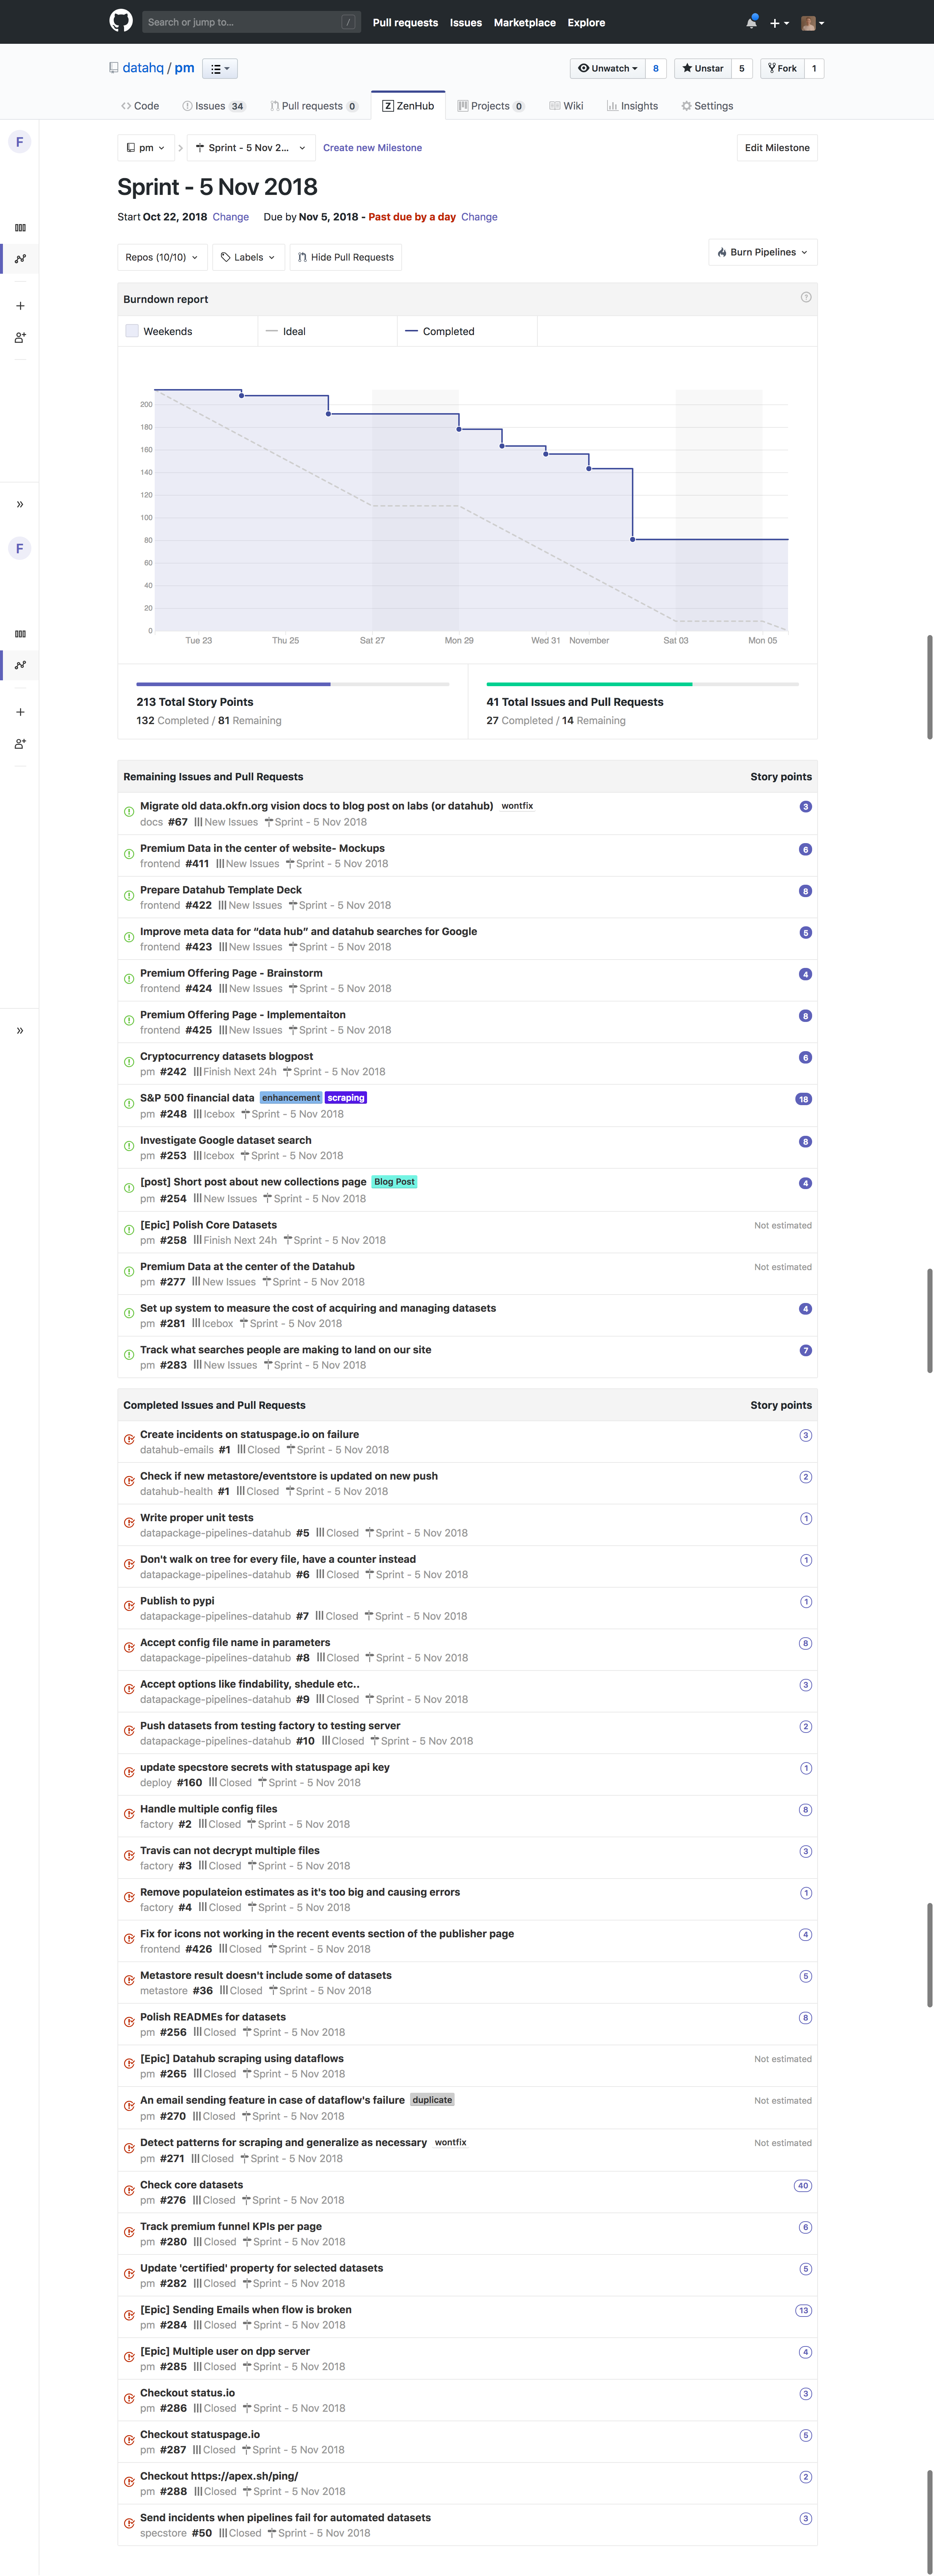 Search or jump to... /
Pull requests Issues Marketplace Explore
datahq / pm
Unwatch 8 Unstar 5 Fork 1
Code Issues 34 Pull requests 0 ZenHub Projects 0 Wiki Insights Settings
F
pm Sprint - 5 Nov 2... Create new Milestone Edit Milestone
Sprint - 5 Nov 2018
Start Oct 22, 2018 Change Due by Nov 5, 2018 - Past due by a day Change
Repos (10/10) Labels Hide Pull Requests Burn Pipelines
Burndown report
Weekends Ideal Completed
200
180
160
140
120
100
80
60
40
20
0
Tue 23 Thu 25 Sat 27 Mon 29 Wed 31 November Sat 03 Mon 05
F
213 Total Story Points
132 Completed / 81 Remaining
41 Total Issues and Pull Requests
27 Completed / 14 Remaining
Remaining Issues and Pull Requests Story points
Migrate old data.okfn.org vision docs to blog post on labs (or datahub) wontfix 3
docs #67 New Issues Sprint - 5 Nov 2018
Premium Data in the center of website- Mockups 6
frontend #411 New Issues Sprint - 5 Nov 2018
Prepare Datahub Template Deck 8
frontend #422 New Issues Sprint - 5 Nov 2018
Improve meta data for “data hub” and datahub searches for Google 5
frontend #423 New Issues Sprint - 5 Nov 2018
Premium Offering Page - Brainstorm 4
frontend #424 New Issues Sprint - 5 Nov 2018
Premium Offering Page - Implementaiton 8
frontend #425 New Issues Sprint - 5 Nov 2018
Cryptocurrency datasets blogpost 6
pm #242 Finish Next 24h Sprint - 5 Nov 2018
S&P 500 financial data enhancement scraping 18
pm #248 Icebox Sprint - 5 Nov 2018
Investigate Google dataset search 8
pm #253 Icebox Sprint - 5 Nov 2018
[post] Short post about new collections page Blog Post 4
pm #254 New Issues Sprint - 5 Nov 2018
[Epic] Polish Core Datasets Not estimated
pm #258 Finish Next 24h Sprint - 5 Nov 2018
Premium Data at the center of the Datahub Not estimated
pm #277 New Issues Sprint - 5 Nov 2018
Set up system to measure the cost of acquiring and managing datasets 4
pm #281 Icebox Sprint - 5 Nov 2018
Track what searches people are making to land on our site 7
pm #283 New Issues Sprint - 5 Nov 2018
Completed Issues and Pull Requests Story points
Create incidents on statuspage.io on failure 3
datahub-emails #1 Closed Sprint - 5 Nov 2018
Check if new metastore/eventstore is updated on new push 2
datahub-health #1 Closed Sprint - 5 Nov 2018
Write proper unit tests 1
datapackage-pipelines-datahub #5 Closed Sprint - 5 Nov 2018
Don't walk on tree for every file, have a counter instead 1
datapackage-pipelines-datahub #6 Closed Sprint - 5 Nov 2018
Publish to pypi 1
datapackage-pipelines-datahub #7 Closed Sprint - 5 Nov 2018
Accept config file name in parameters 8
datapackage-pipelines-datahub #8 Closed Sprint - 5 Nov 2018
Accept options like findability, shedule etc.. 3
datapackage-pipelines-datahub #9 Closed Sprint - 5 Nov 2018
Push datasets from testing factory to testing server 2
datapackage-pipelines-datahub #10 Closed Sprint - 5 Nov 2018
update specstore secrets with statuspage api key 1
deploy #160 Closed Sprint - 5 Nov 2018
Handle multiple config files 8
factory #2 Closed Sprint - 5 Nov 2018
Travis can not decrypt multiple files 3
factory #3 Closed Sprint - 5 Nov 2018
Remove populateion estimates as it's too big and causing errors 1
factory #4 Closed Sprint - 5 Nov 2018
Fix for icons not working in the recent events section of the publisher page 4
frontend #426 Closed Sprint - 5 Nov 2018
Metastore result doesn't include some of datasets 5
metastore #36 Closed Sprint - 5 Nov 2018
Polish READMEs for datasets 8
pm #256 Closed Sprint - 5 Nov 2018
[Epic] Datahub scraping using dataflows Not estimated
pm #265 Closed Sprint - 5 Nov 2018
An email sending feature in case of dataflow's failure duplicate Not estimated
pm #270 Closed Sprint - 5 Nov 2018
Detect patterns for scraping and generalize as necessary wontfix Not estimated
pm #271 Closed Sprint - 5 Nov 2018
Check core datasets 40
pm #276 Closed Sprint - 5 Nov 2018
Track premium funnel KPIs per page 6
pm #280 Closed Sprint - 5 Nov 2018
Update 'certified' property for selected datasets 5
pm #282 Closed Sprint - 5 Nov 2018
[Epic] Sending Emails when flow is broken 13
pm #284 Closed Sprint - 5 Nov 2018
[Epic] Multiple user on dpp server 4
pm #285 Closed Sprint - 5 Nov 2018
Checkout status.io 3
pm #286 Closed Sprint - 5 Nov 2018
Checkout statuspage.io 5
pm #287 Closed Sprint - 5 Nov 2018
Checkout https://apex.sh/ping/ 2
pm #288 Closed Sprint - 5 Nov 2018
Send incidents when pipelines fail for automated datasets 3
specstore #50 Closed Sprint - 5 Nov 2018